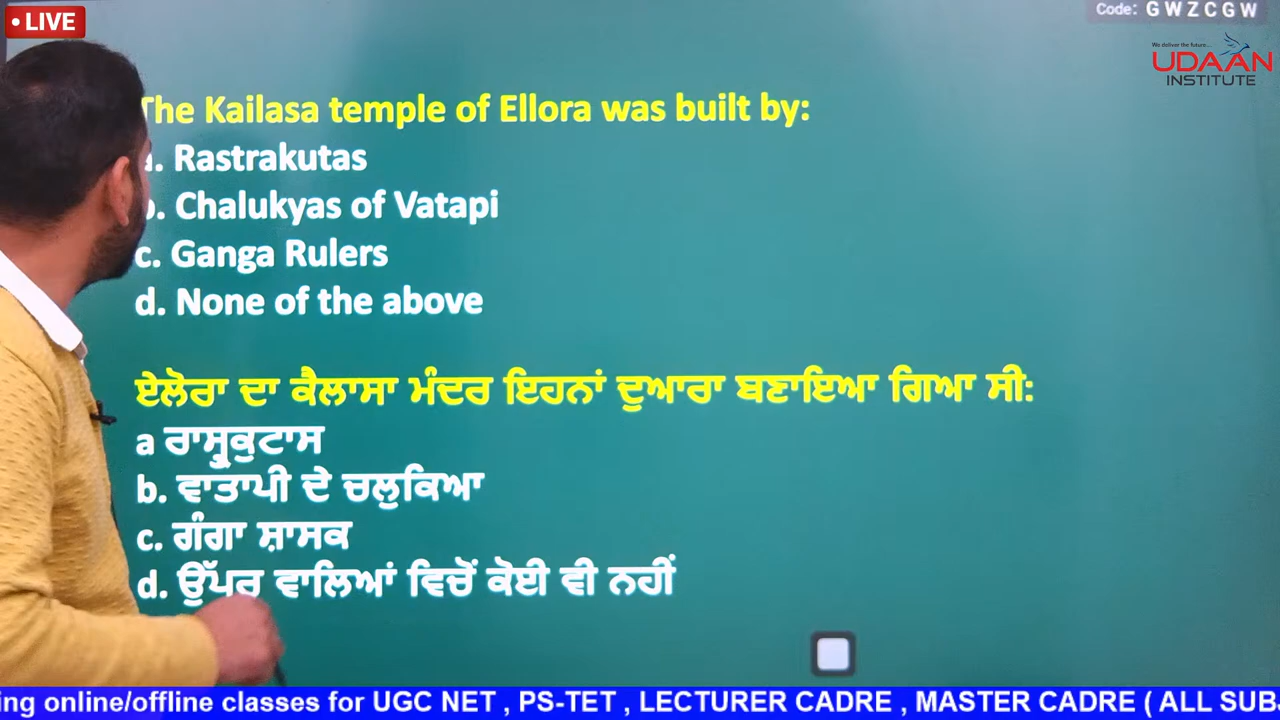 • LIVE
Code: G W Z C G W
We deliver the future...
UDAAN
INSTITUTE
The Kailasa temple of Ellora was built by:
a. Rastrakutas
b. Chalukyas of Vatapi
c. Ganga Rulers
d. None of the above
ਏਲੋਰਾ ਦਾ ਕੈਲਾਸਾ ਮੰਦਰ ਇਹਨਾਂ ਦੁਆਰਾ ਬਣਾਇਆ ਗਿਆ ਸੀ:
a ਰਾਸ੍ਰਕੁਟਾਸ
b. ਵਾਤਾਪੀ ਦੇ ਚਲੁਕਿਆ
c. ਗੰਗਾ ਸ਼ਾਸਕ
d. ਉੱਪਰ ਵਾਲਿਆਂ ਵਿਚੋਂ ਕੋਈ ਵੀ ਨਹੀਂ
ing online/offline classes for UGC NET , PS-TET , LECTURER CADRE , MASTER CADRE ( ALL SUBJ